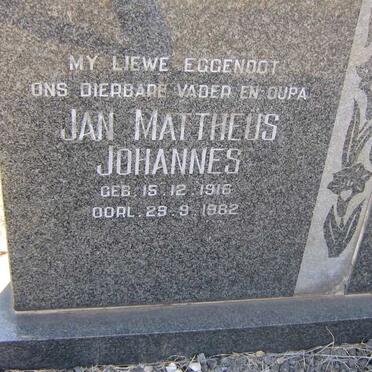 MY LIEWE EGGENOOT
ONS DIERBARE VADER EN OUPA
JAN MATTHEUS
JOHANNES
GEB. 15. 12. 1916
OORL. 29. 9. 1982